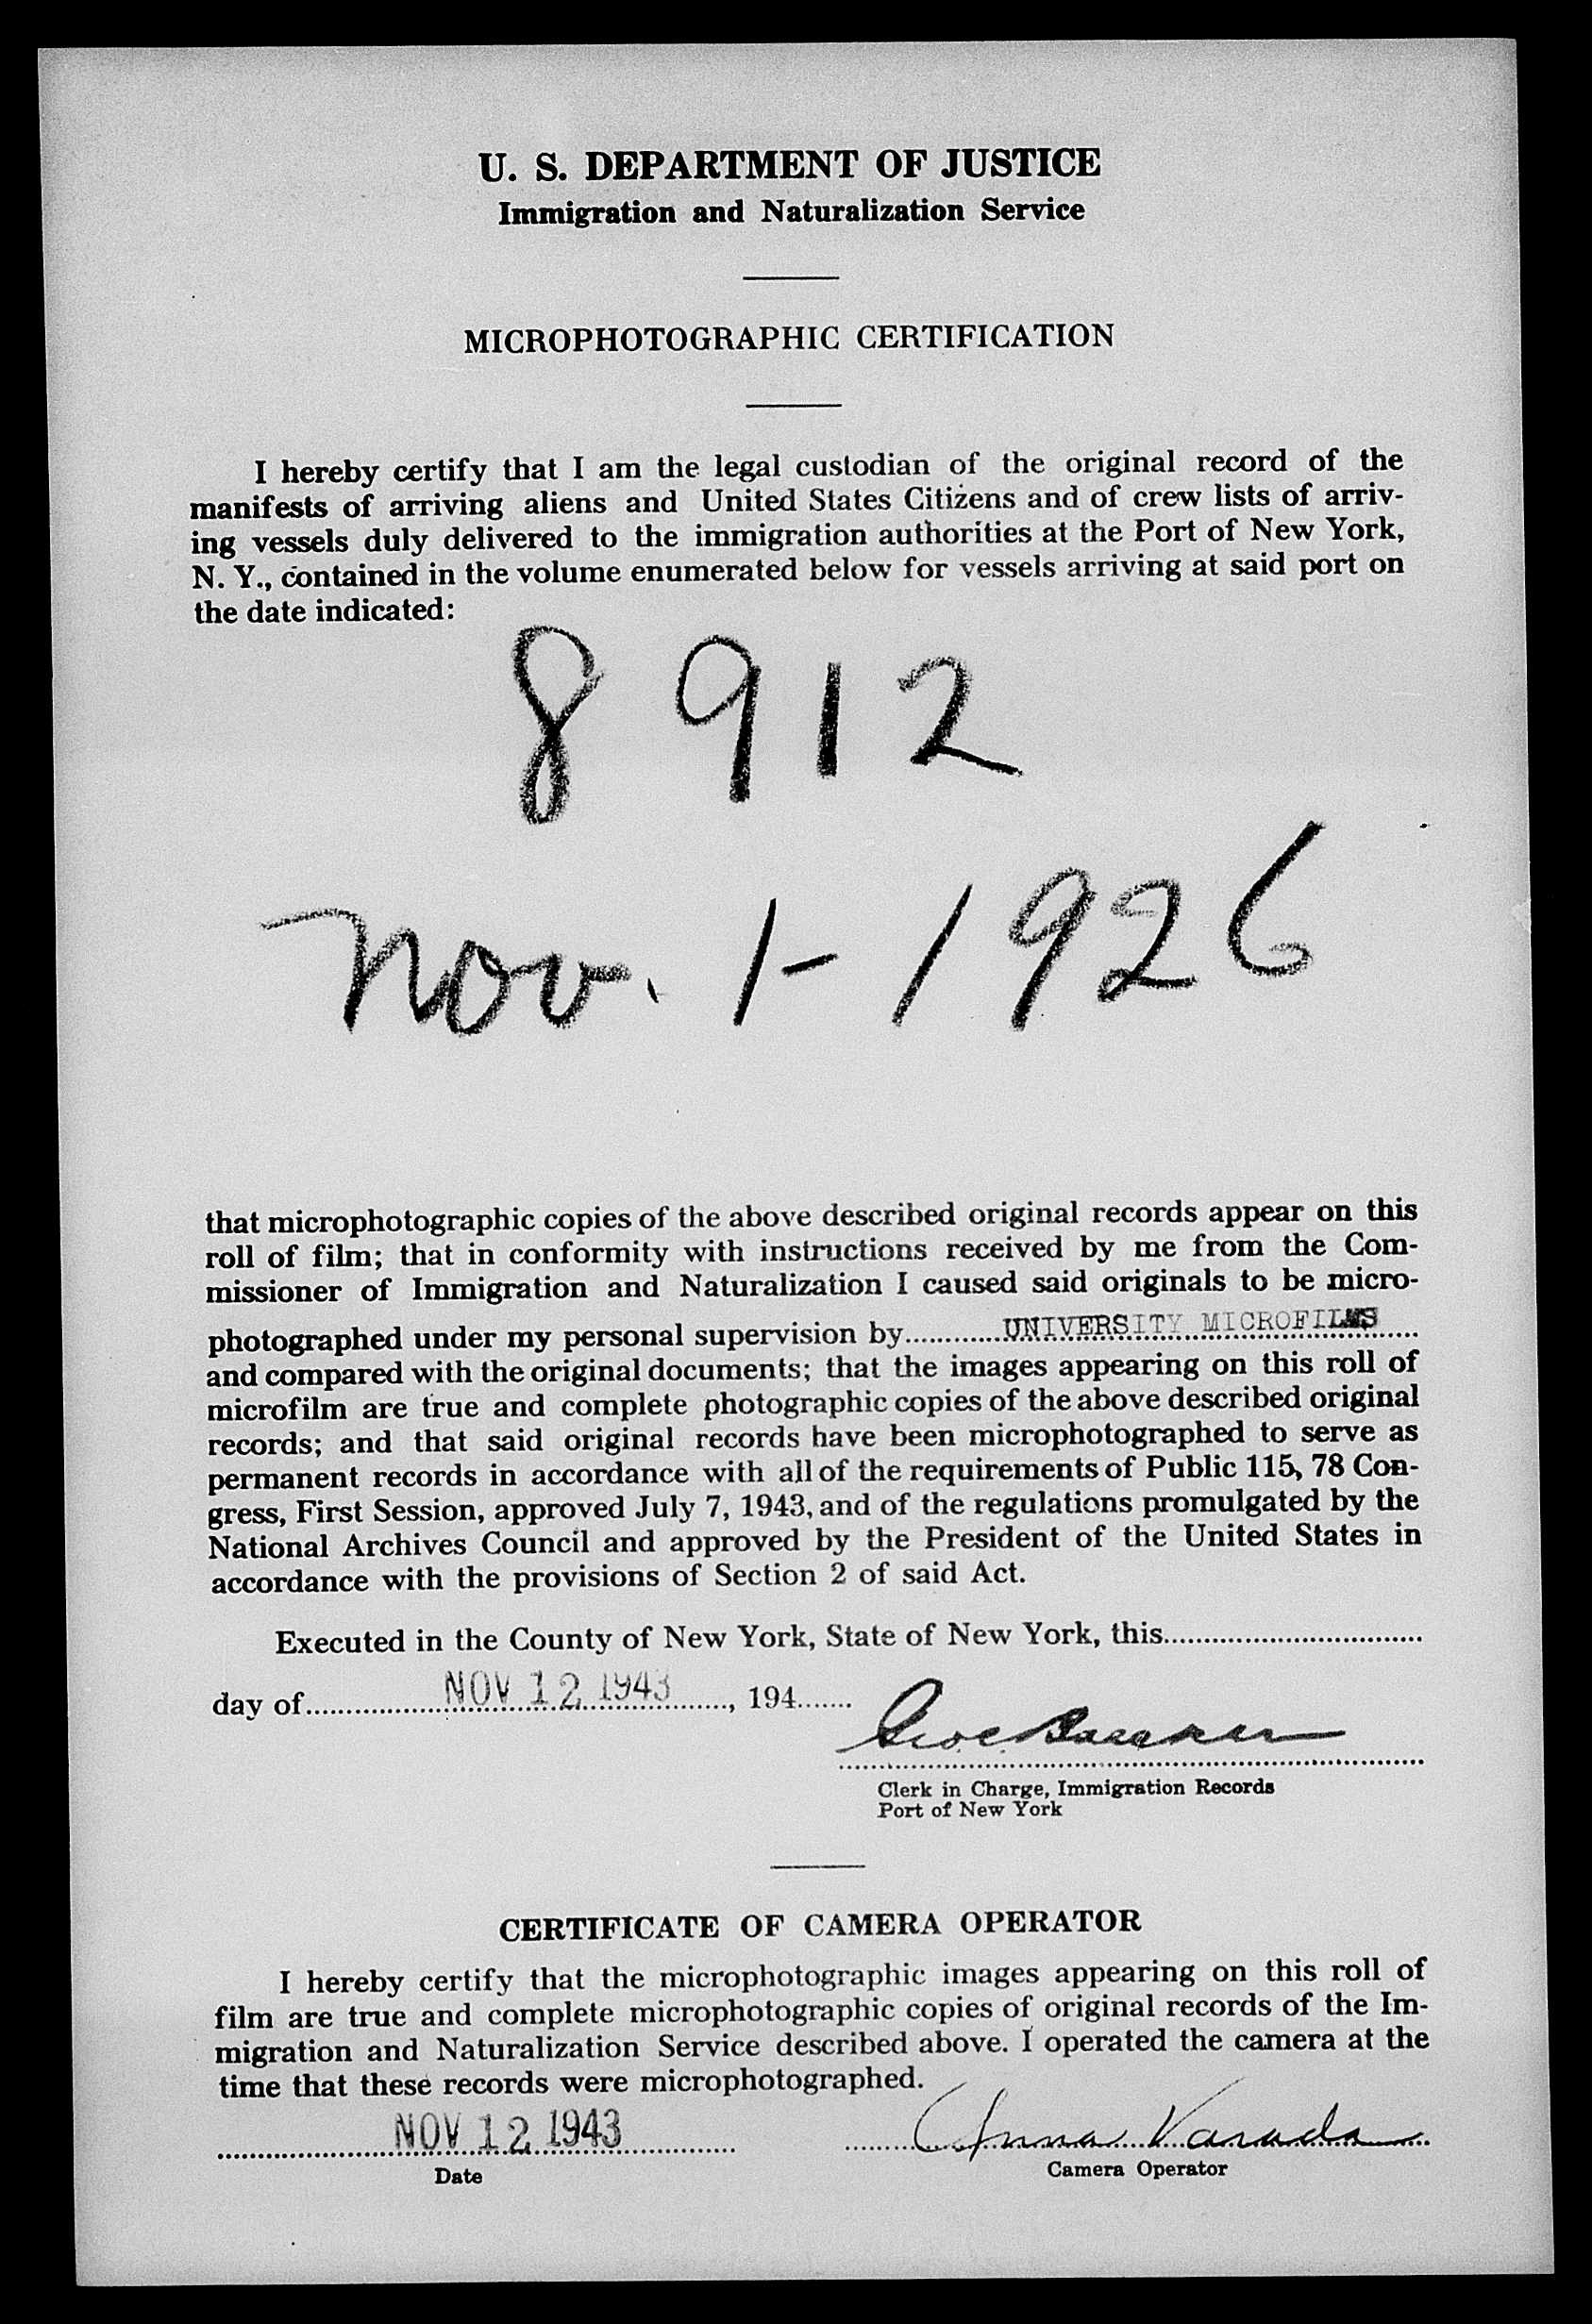 U. S. DEPARTMENT OF JUSTICE
Immigration and Naturalization Service
MICROPHOTOGRAPHIC CERTIFICATION
I hereby certify that I am the legal custodian of the original record of the
manifests of arriving aliens and United States Citizens and of crew lists of arriv-
ing vessels duly delivered to the immigration authorities at the Port of New York,
N. Y., contained in the volume enumerated below for vessels arriving at said port on
the date indicated:
8912
Nov. 1 - 1926
that microphotographic copies of the above described original records appear on this
roll of film; that in conformity with instructions received by me from the Com-
missioner of Immigration and Naturalization I caused said originals to be micro-
photographed under my personal supervision by............UNIVERSITY MICROFILMS
and compared with the original documents; that the images appearing on this roll of
microfilm are true and complete photographic copies of the above described original
records; and that said original records have been microphotographed to serve as
permanent records in accordance with all of the requirements of Public 115, 78 Con-
gress, First Session, approved July 7, 1943, and of the regulations promulgated by the
National Archives Council and approved by the President of the United States in
accordance with the provisions of Section 2 of said Act.
Executed in the County of New York, State of New York, this................................
day of................NOV 12 1943......, 194.......
Clerk in Charge, Immigration Records
Port of New York
CERTIFICATE OF CAMERA OPERATOR
I hereby certify that the microphotographic images appearing on this roll of
film are true and complete microphotographic copies of original records of the Im-
migration and Naturalization Service described above. I operated the camera at the
time that these records were microphotographed.
NOV 12 1943 Anna
Date Camera Operator